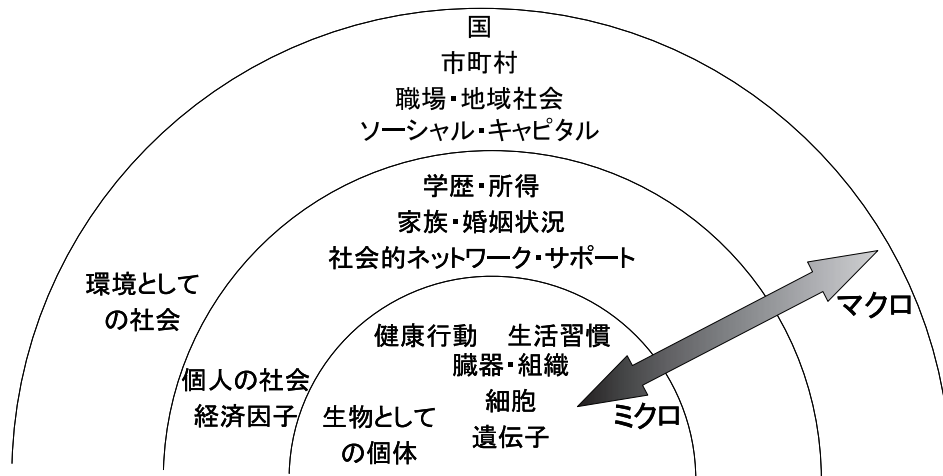 国
市町村
職場・地域社会
ソーシャル・キャピタル
学歴・所得
家族・婚姻状況
社会的ネットワーク・サポート
環境として
の社会
マクロ
健康行動　生活習慣
臓器・組織
個人の社会
経済因子
細胞
ミクロ
生物として
の個体
遺伝子